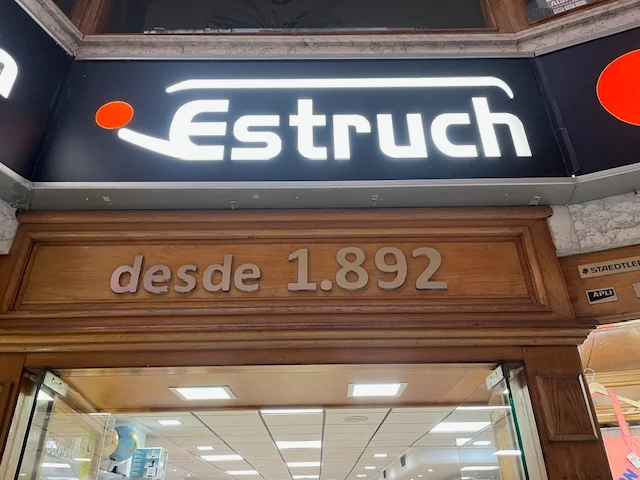 Estruch
desde 1.892
STAEDTLER
APLI